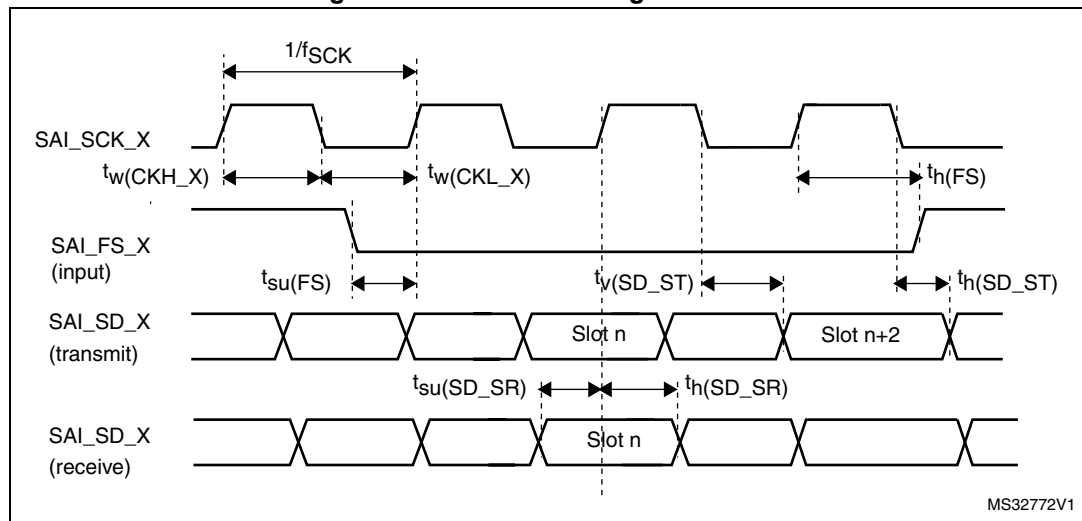 1/fSCK
SAI_SCK_X
tw(CKH_X)
tw(CKL_X)
th(FS)
SAI_FS_X
(input)
tsu(FS)
tv(SD_ST)
th(SD_ST)
SAI_SD_X
(transmit)
Slot n
Slot n+2
tsu(SD_SR)
th(SD_SR)
SAI_SD_X
(receive)
Slot n
MS32772V1